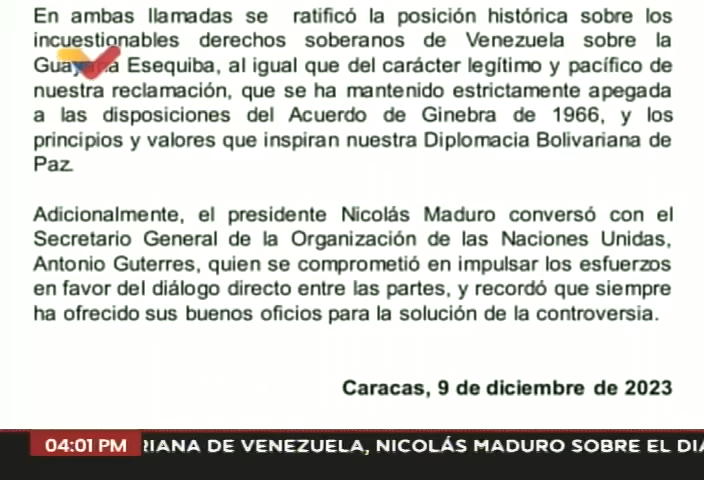 En ambas llamadas se ratificó la posición histórica sobre los
incuestionables derechos soberanos de Venezuela sobre la
Guayana Esequiba, al igual que del carácter legítimo y pacífico de
nuestra reclamación, que se ha mantenido estrictamente apegada
a las disposiciones del Acuerdo de Ginebra de 1966, y los
principios y valores que inspiran nuestra Diplomacia Bolivariana de
Paz.
Adicionalmente, el presidente Nicolás Maduro conversó con el
Secretario General de la Organización de las Naciones Unidas,
Antonio Guterres, quien se comprometió en impulsar los esfuerzos
en favor del diálogo directo entre las partes, y recordó que siempre
ha ofrecido sus buenos oficios para la solución de la controversia.
Caracas, 9 de diciembre de 2023
04:01 PM RIANA DE VENEZUELA, NICOLÁS MADURO SOBRE EL DIÁ